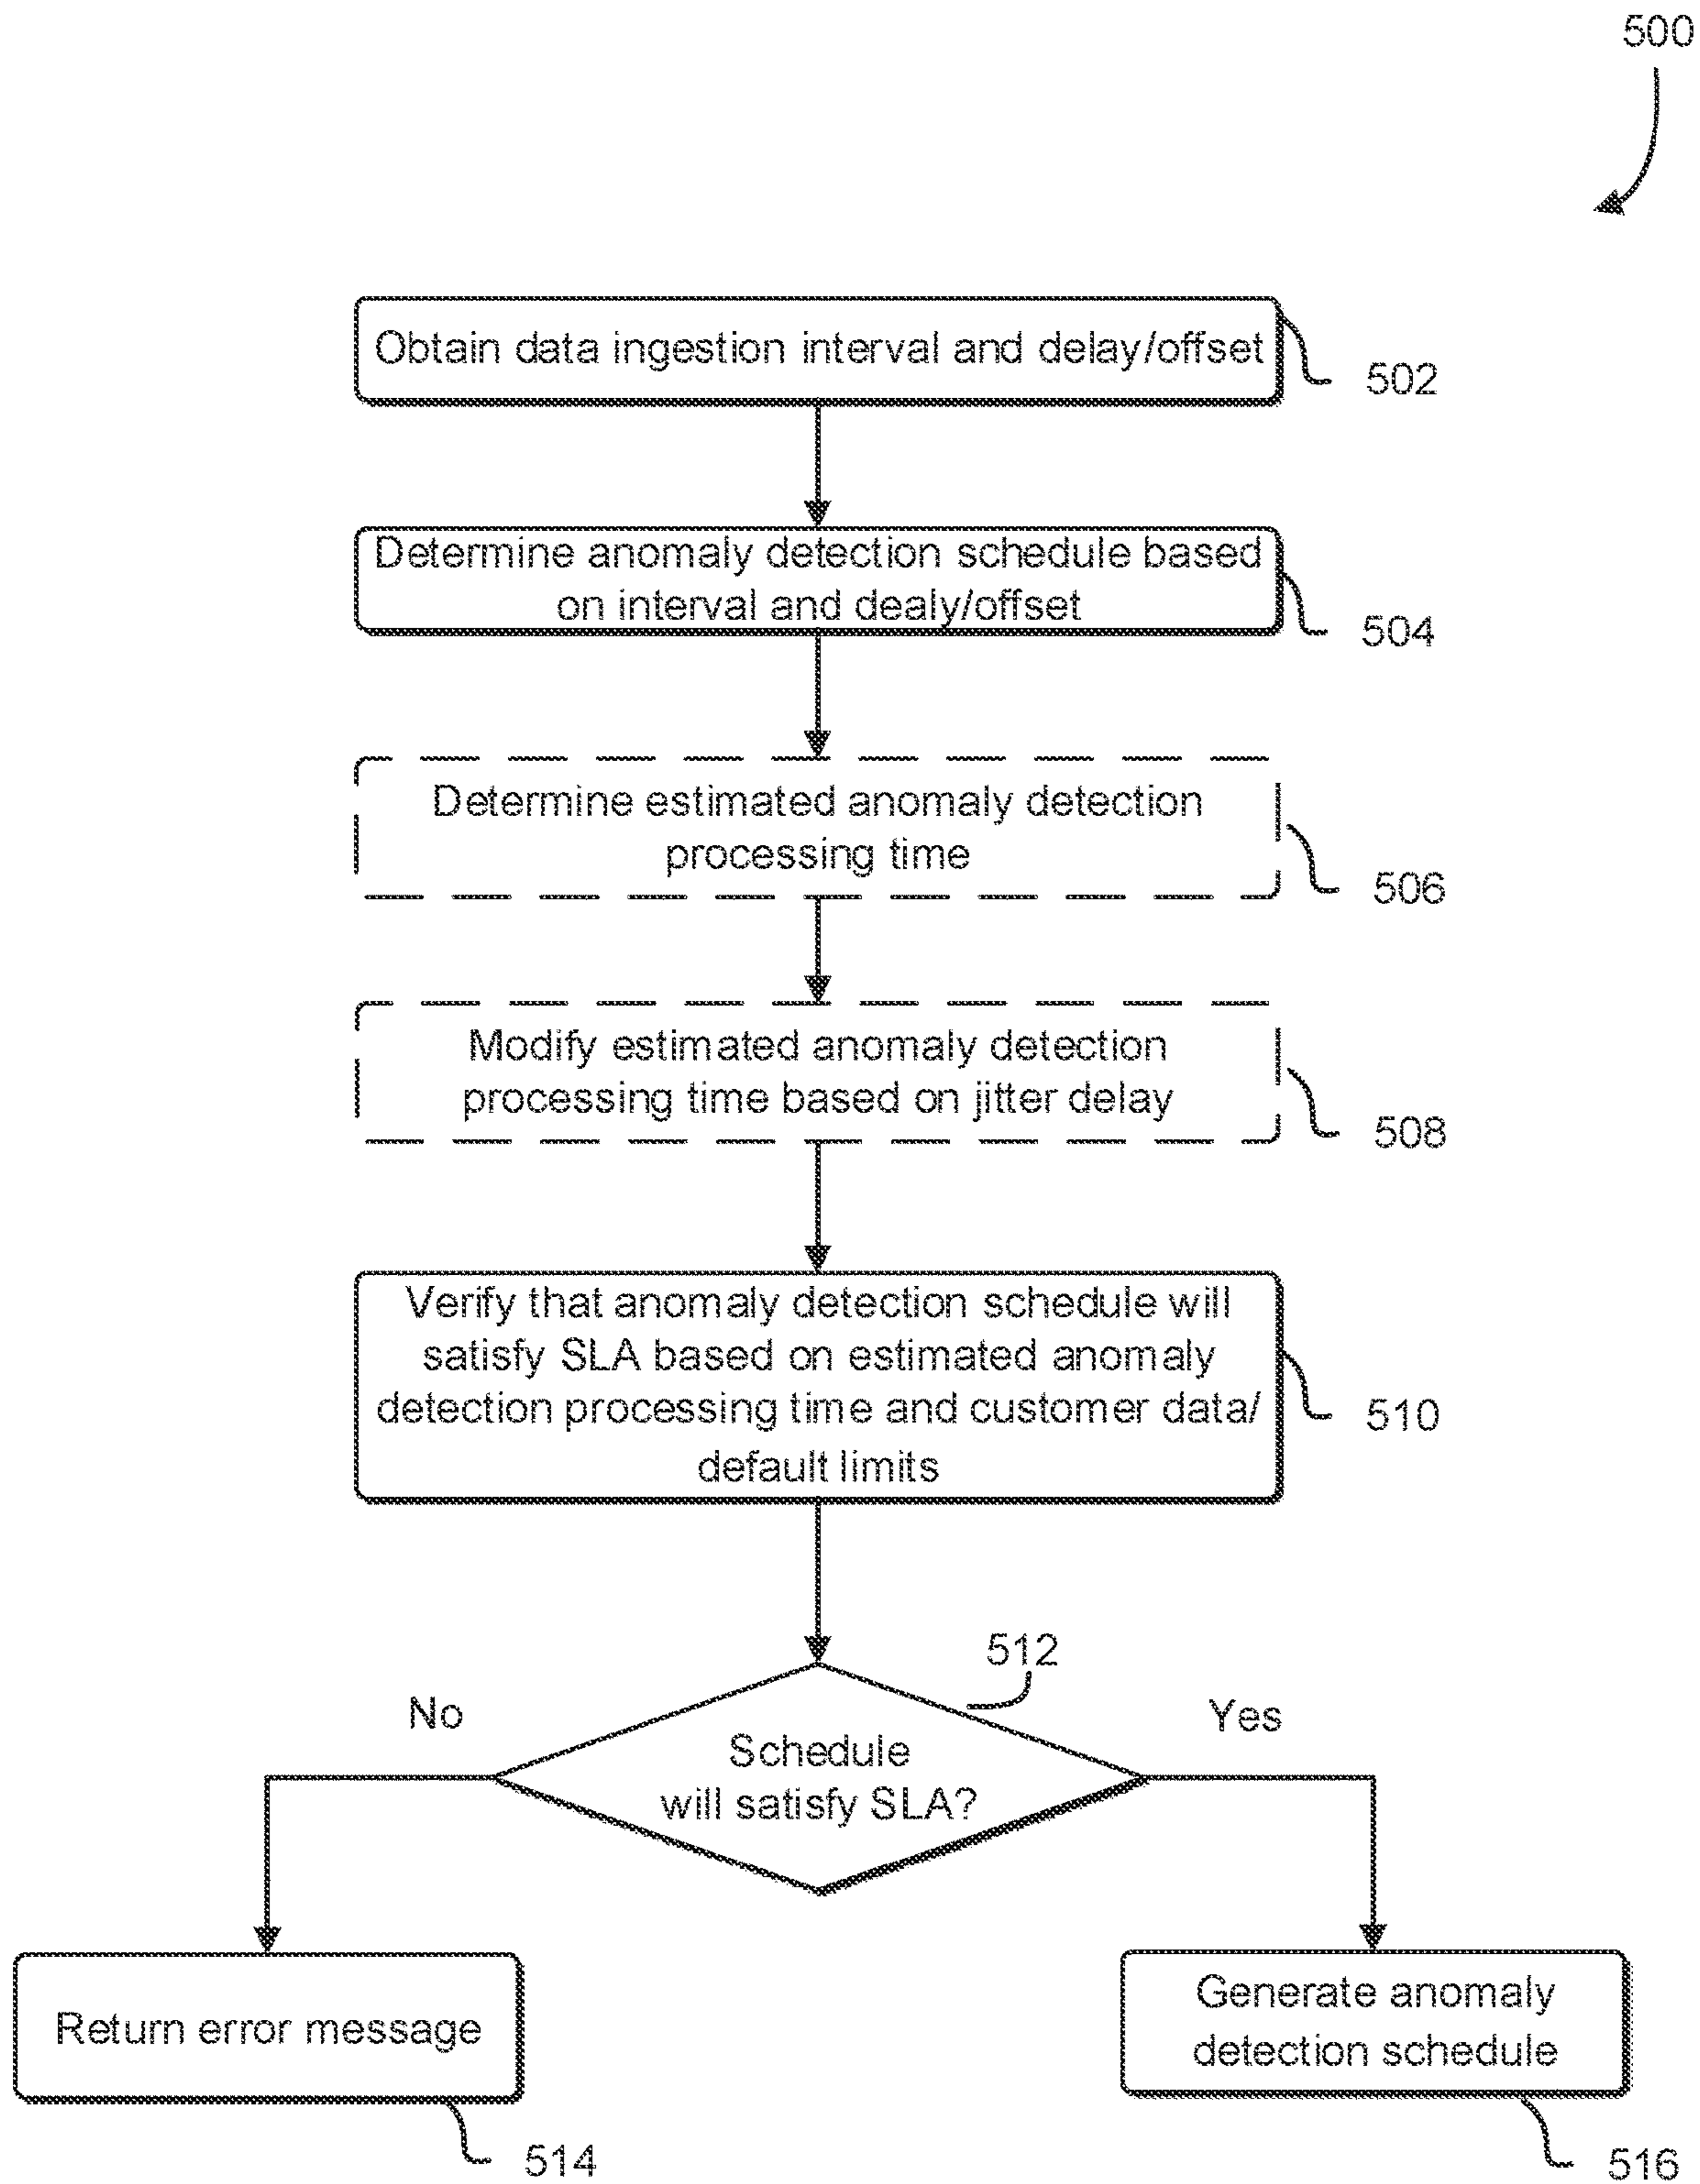 500
Obtain data ingestion interval and delay/offset
502
Determine anomaly detection schedule based
on interval and dealy/offset
504
Determine estimated anomaly detection
processing time
506
Modify estimated anomaly detection
processing time based on jitter delay
508
Verify that anomaly detection schedule will
satisfy SLA based on estimated anomaly
detection processing time and customer data/
default limits
510
512
No
Yes
Schedule
will satisfy SLA?
Return error message
514
Generate anomaly
detection schedule
516